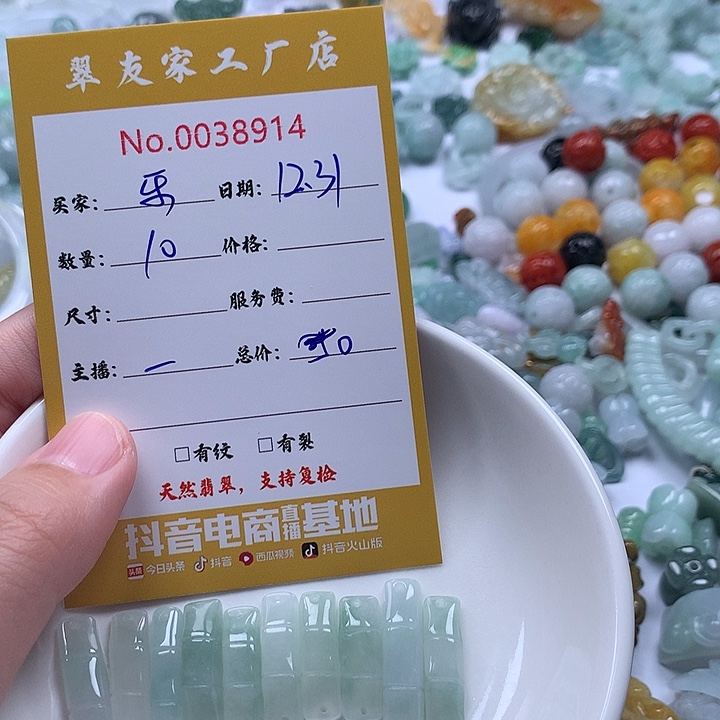 翠友家工厂店
No.0038914
买家: 乐 日期: 12.31
数量: 10 价格:
尺寸: 服务费:
主播: 一 总价:
□有纹 □有裂
天然翡翠，支持复检
抖音电商直播基地
头条 今日头条 抖音 西瓜视频 抖音火山版